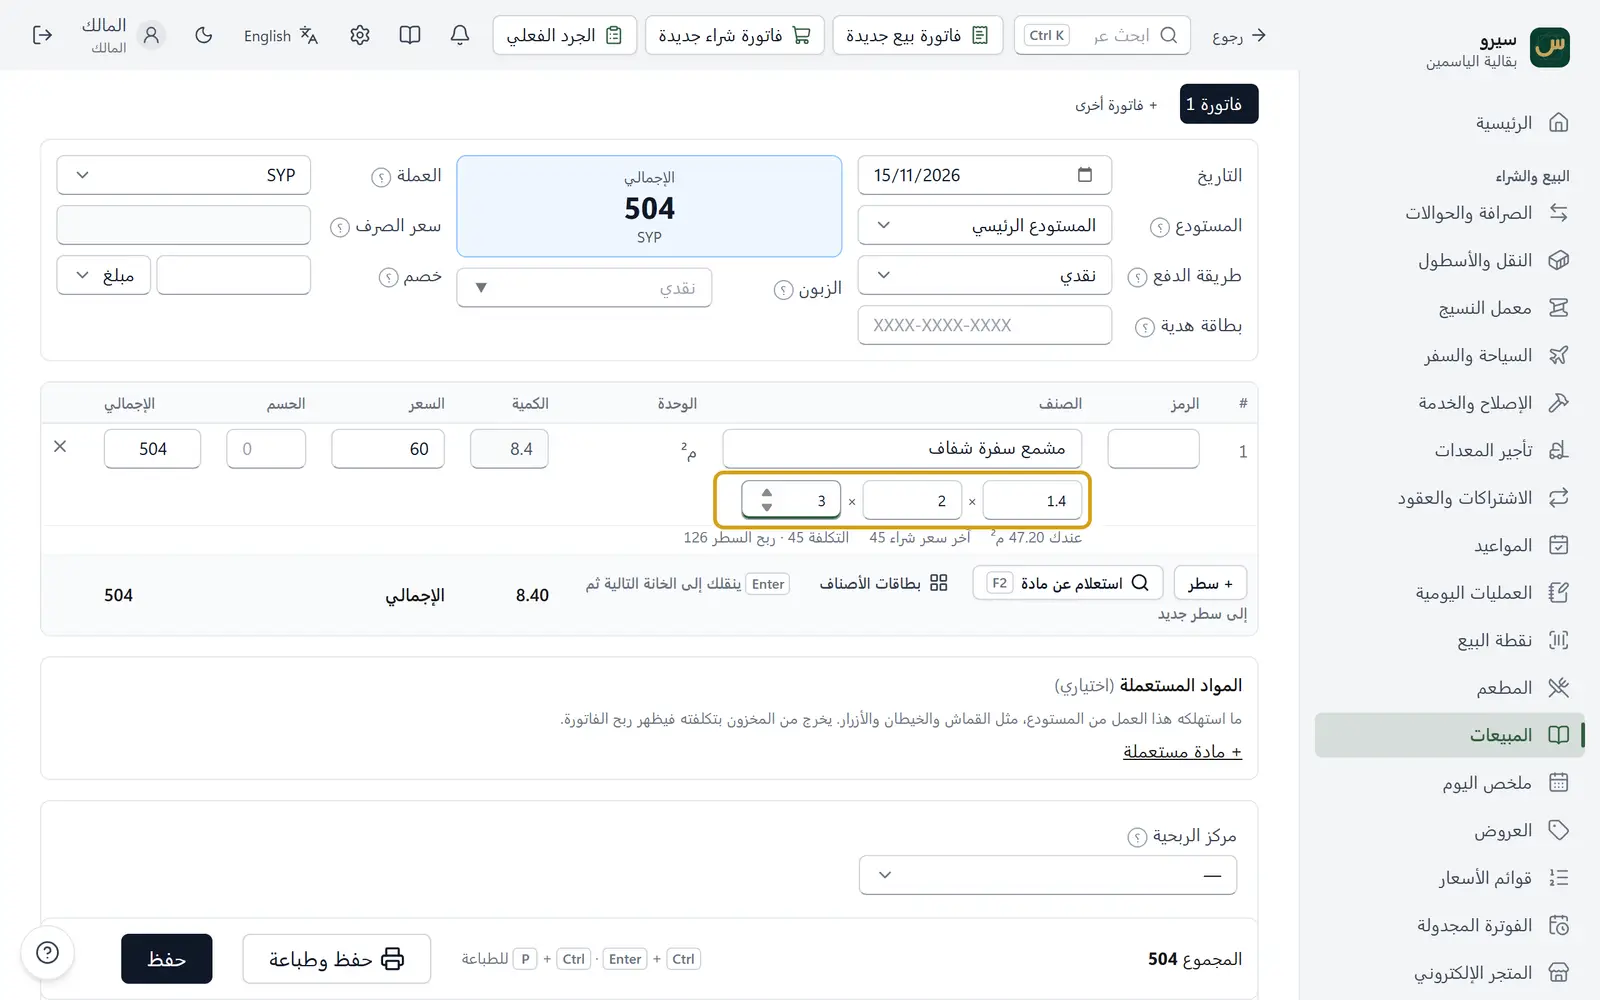 سيرو
بقالية الياسمين
رجوع
ابحث عر
Ctrl K
فاتورة بيع جديدة
فاتورة شراء جديدة
الجرد الفعلي
English
المالك
المالك
الرئيسية
البيع والشراء
الصرافة والحوالات
النقل والأسطول
معمل النسيج
السياحة والسفر
الإصلاح والخدمة
تأجير المعدات
الاشتراكات والعقود
المواعيد
العمليات اليومية
نقطة البيع
المطعم
المبيعات
ملخص اليوم
العروض
قوائم الأسعار
الفوترة المجدولة
المتجر الإلكتروني
فاتورة 1
+ فاتورة أخرى
التاريخ
15/11/2026
المستودع ؟
المستودع الرئيسي
طريقة الدفع ؟
نقدي
بطاقة هدية ؟
XXXX-XXXX-XXXX
الإجمالي
504
SYP
الزبون ؟
نقدي
العملة ؟
SYP
سعر الصرف ؟
خصم ؟
مبلغ
# الرمز الصنف الوحدة الكمية السعر الحسم الإجمالي
1 مشمع سفرة شفاف م² 8.4 60 0 504
1.4 × 2 × 3
عندك 47.20 م² آخر سعر شراء 45 التكلفة 45 · ربح السطر 126
+ سطر
استعلام عن مادة F2
بطاقات الأصناف
Enter ينقلك إلى الخانة التالية ثم
إلى سطر جديد
8.40 الإجمالي 504
المواد المستعملة (اختياري)
ما استهلكه هذا العمل من المستودع، مثل القماش والخيطان والأزرار. يخرج من المخزون بتكلفته فيظهر ربح الفاتورة.
+ مادة مستعملة
مركز الربحية ؟
—
المجموع 504
Ctrl + Enter · Ctrl + P للطباعة
حفظ وطباعة
حفظ